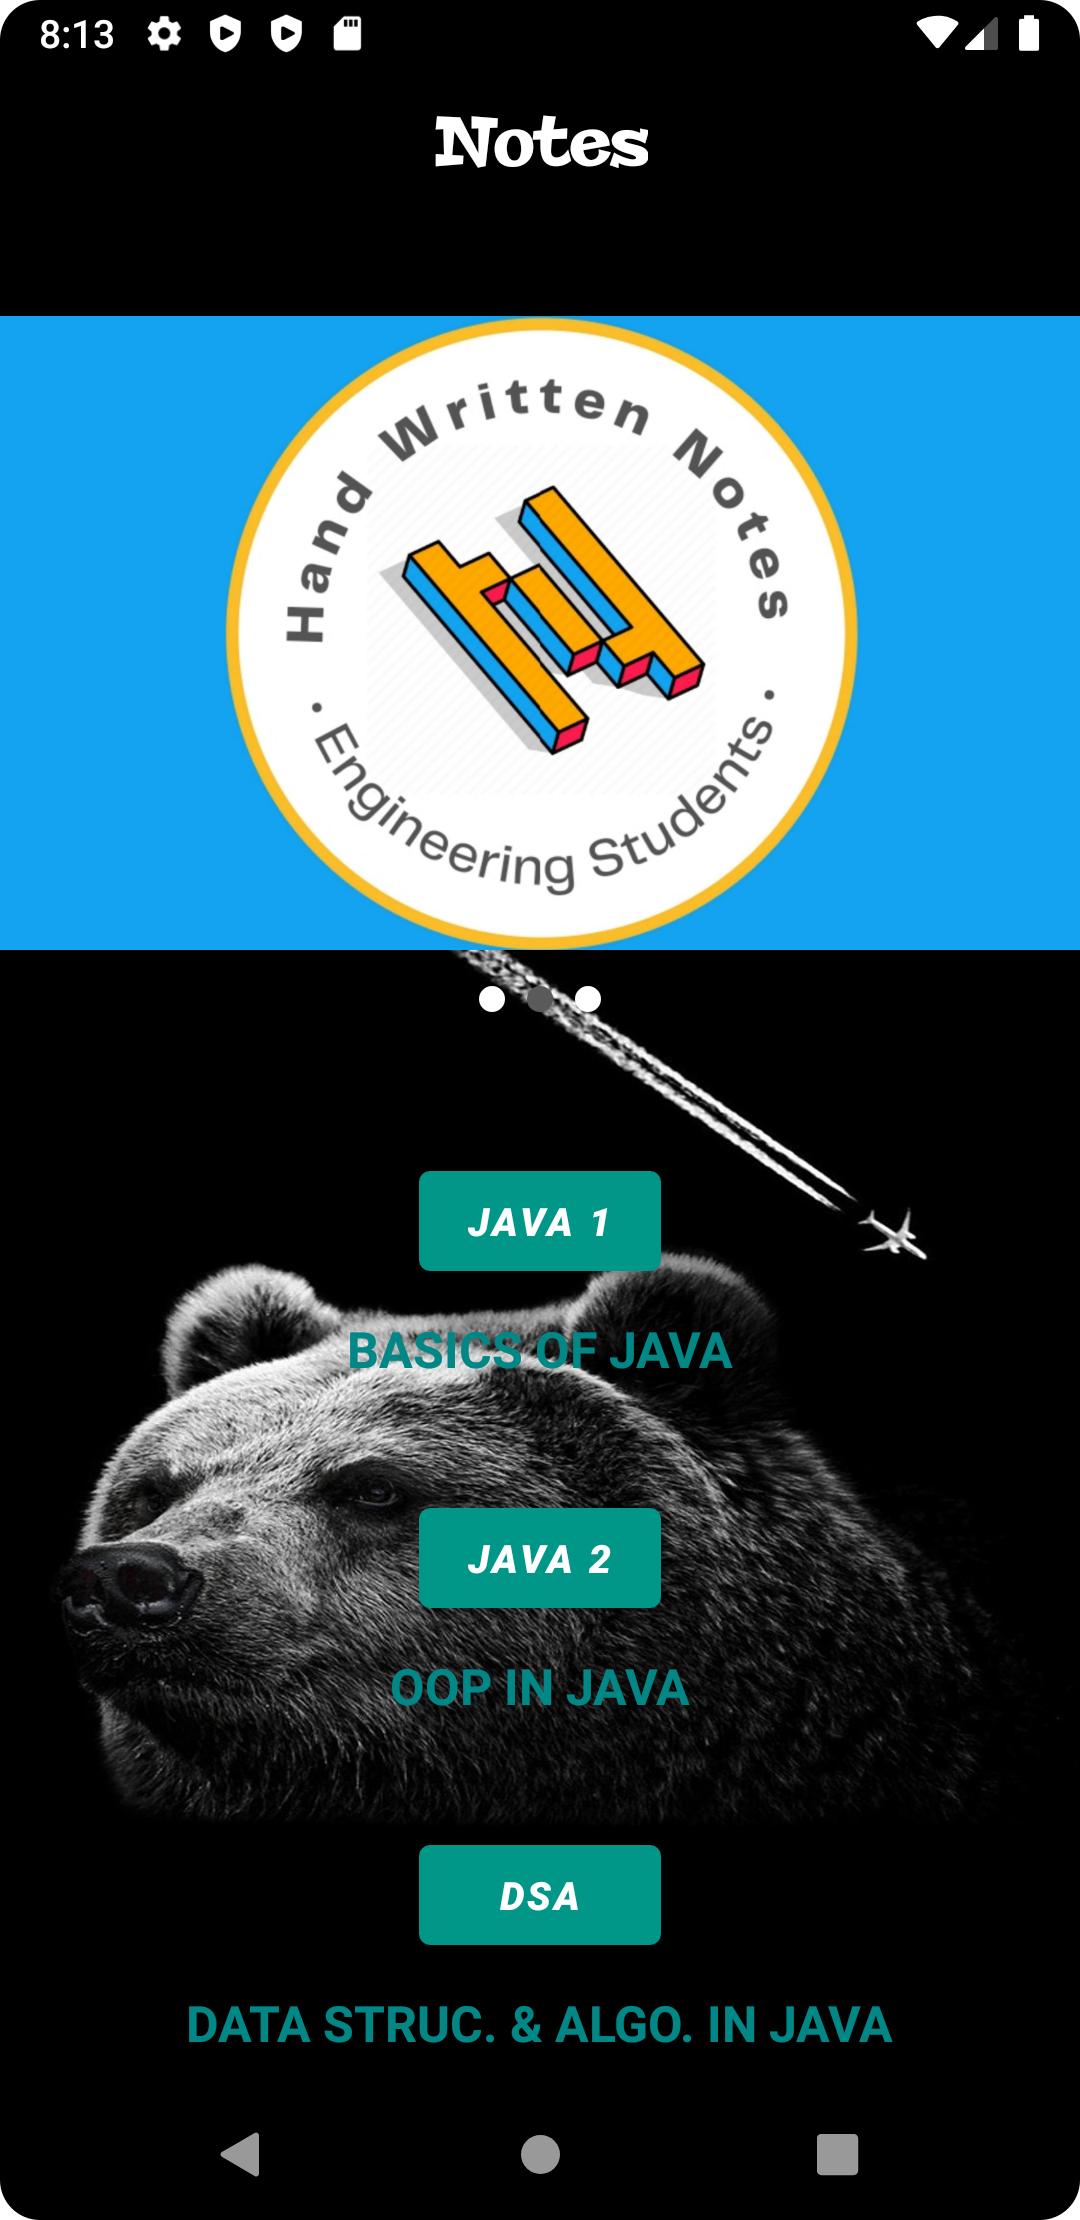 8:13
Notes
Hand Written Notes
• Engineering Students •
JAVA 1
BASICS OF JAVA
JAVA 2
OOP IN JAVA
DSA
DATA STRUC. & ALGO. IN JAVA